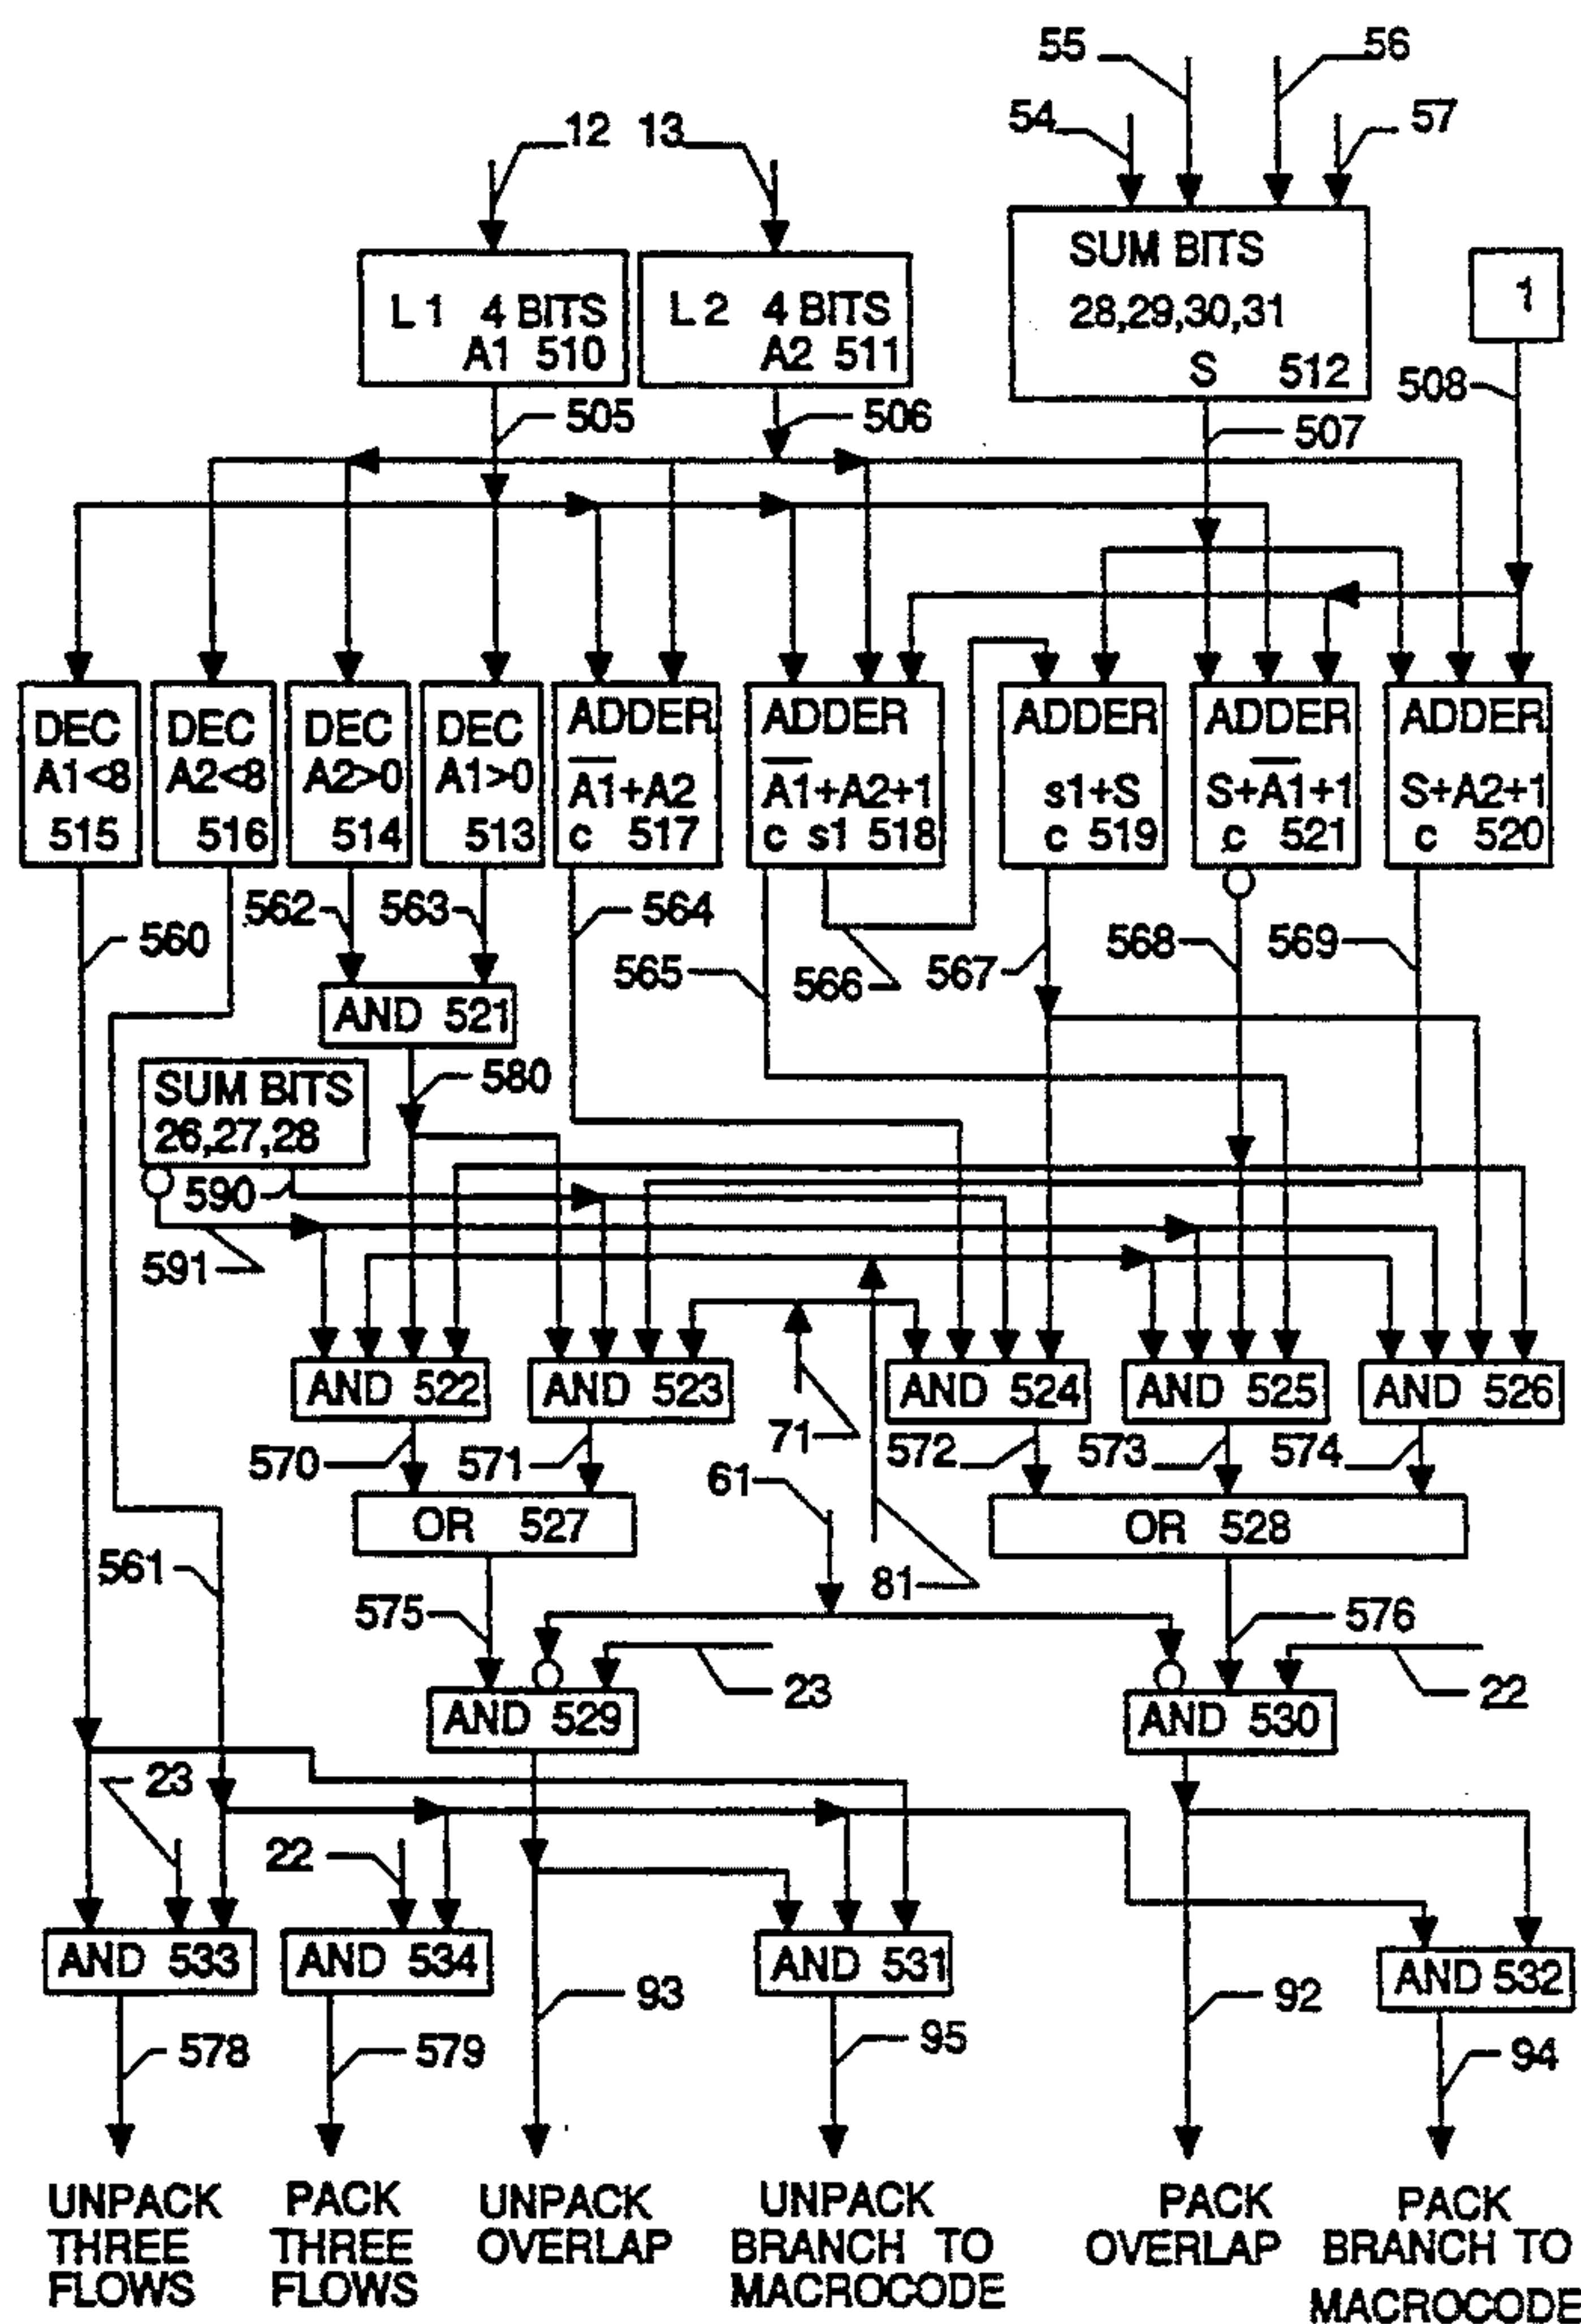 55 56
54 57
12 13
SUM BITS
28,29,30,31
S 512
1
L 1 4 BITS
A1 510
L 2 4 BITS
A2 511
508
505 506 507
DEC
A1<8
515
DEC
A2<8
516
DEC
A2>0
514
DEC
A1>0
513
ADDER
A̅1̅+A2
c 517
ADDER
A̅1̅+A2+1
c s1 518
ADDER
s1+S
c 519
ADDER
S+A̅1̅+1
c 521
ADDER
S+A2+1
c 520
562 563 564
560 568 569
565 566 567
AND 521
580
SUM BITS
26,27,28
590
591
AND 522
AND 523
AND 524
AND 525
AND 526
71
570 571 572 573 574
61
OR 527
OR 528
561 81
575 576
23 22
AND 529
AND 530
23
22
AND 533
AND 534
AND 531
AND 532
93 92
578 579 95 94
UNPACK
THREE
FLOWS
PACK
THREE
FLOWS
UNPACK
OVERLAP
UNPACK
BRANCH TO
MACROCODE
PACK
OVERLAP
PACK
BRANCH TO
MACROCODE